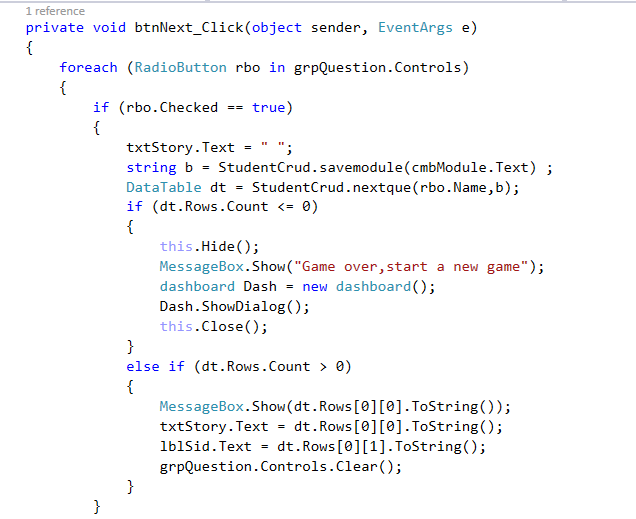 1 reference
private void btnNext_Click(object sender, EventArgs e)
{
foreach (RadioButton rbo in grpQuestion.Controls)
{
if (rbo.Checked == true)
{
txtStory.Text = " ";
string b = StudentCrud.savemodule(cmbModule.Text) ;
DataTable dt = StudentCrud.nextque(rbo.Name,b);
if (dt.Rows.Count <= 0)
{
this.Hide();
MessageBox.Show("Game over,start a new game");
dashboard Dash = new dashboard();
Dash.ShowDialog();
this.Close();
}
else if (dt.Rows.Count > 0)
{
MessageBox.Show(dt.Rows[0][0].ToString());
txtStory.Text = dt.Rows[0][0].ToString();
lblSid.Text = dt.Rows[0][1].ToString();
grpQuestion.Controls.Clear();
}
}